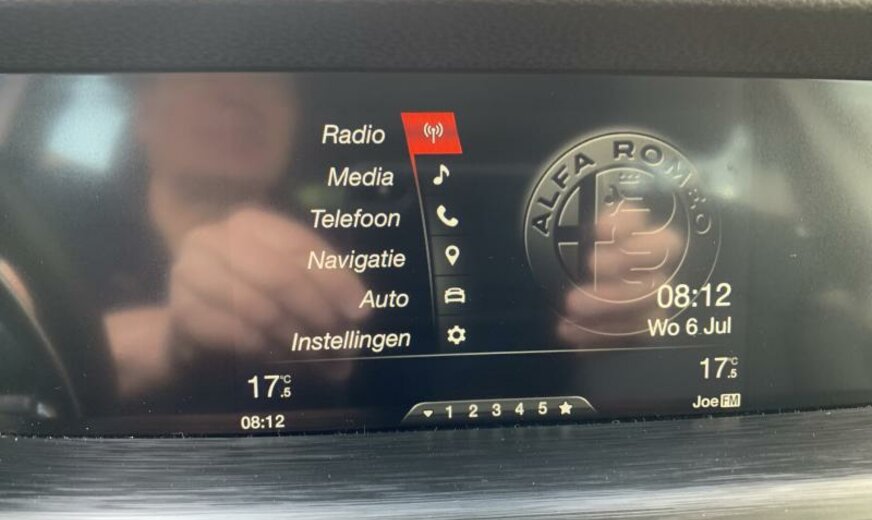 Radio
Media
Telefoon
Navigatie
Auto
Instellingen
ALFA ROMEO
08:12
Wo 6 Jul
17.5°C
08:12
1 2 3 4 5
17.5°C
Joe FM